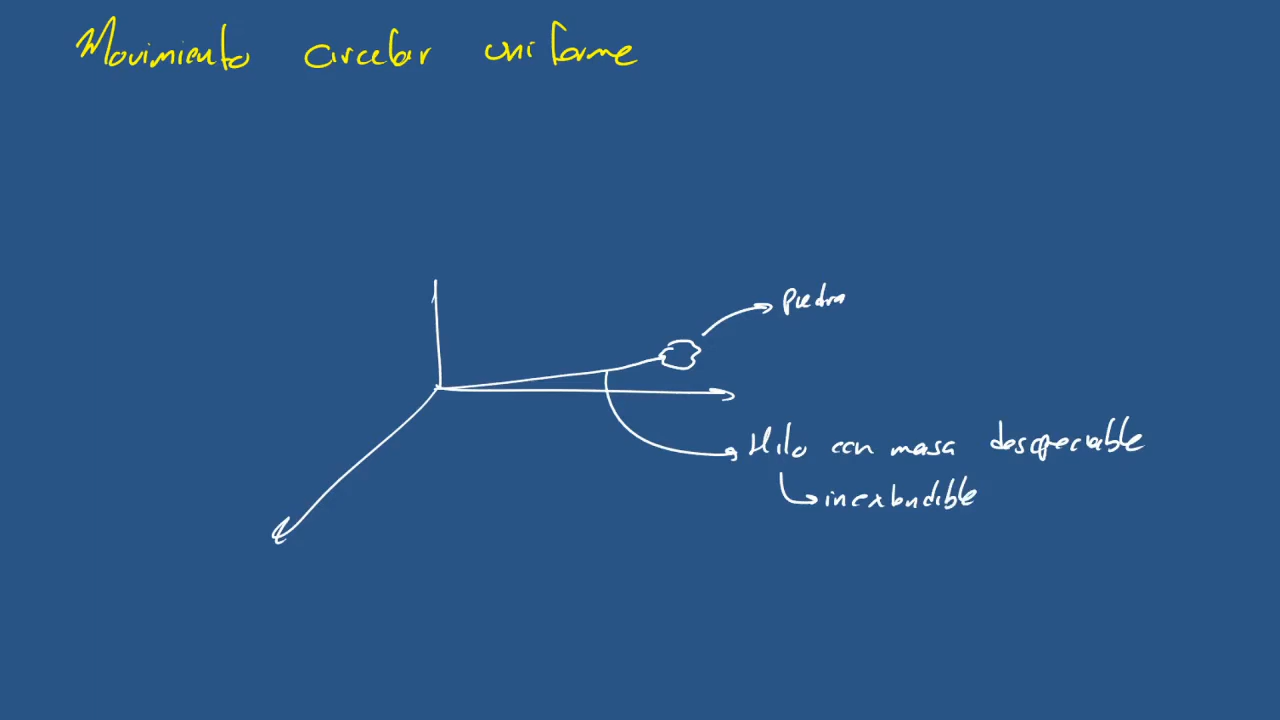 Movimiento circular uniforme
Piedra
Hilo con masa despreciable
inextendible